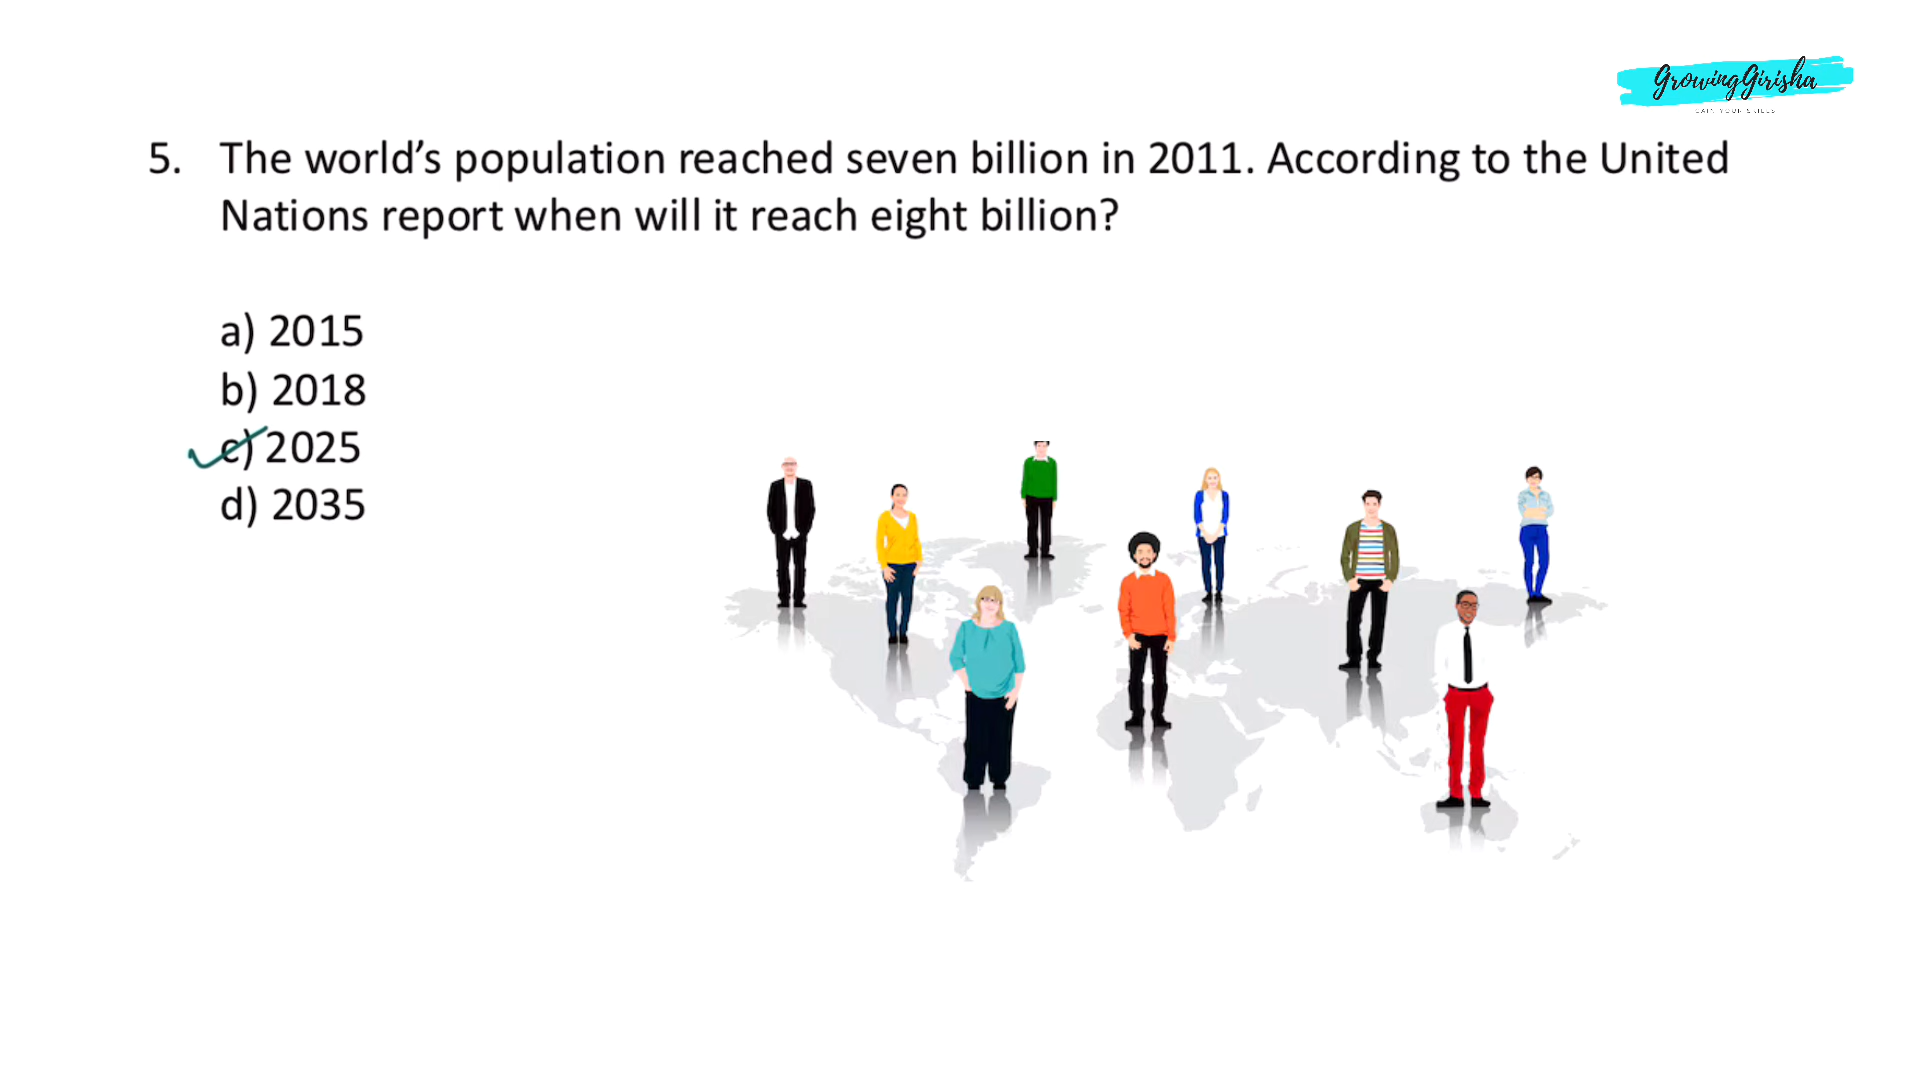 GrowingGirisha
5. The world’s population reached seven billion in 2011. According to the United
Nations report when will it reach eight billion?
a) 2015
b) 2018
c) 2025
d) 2035